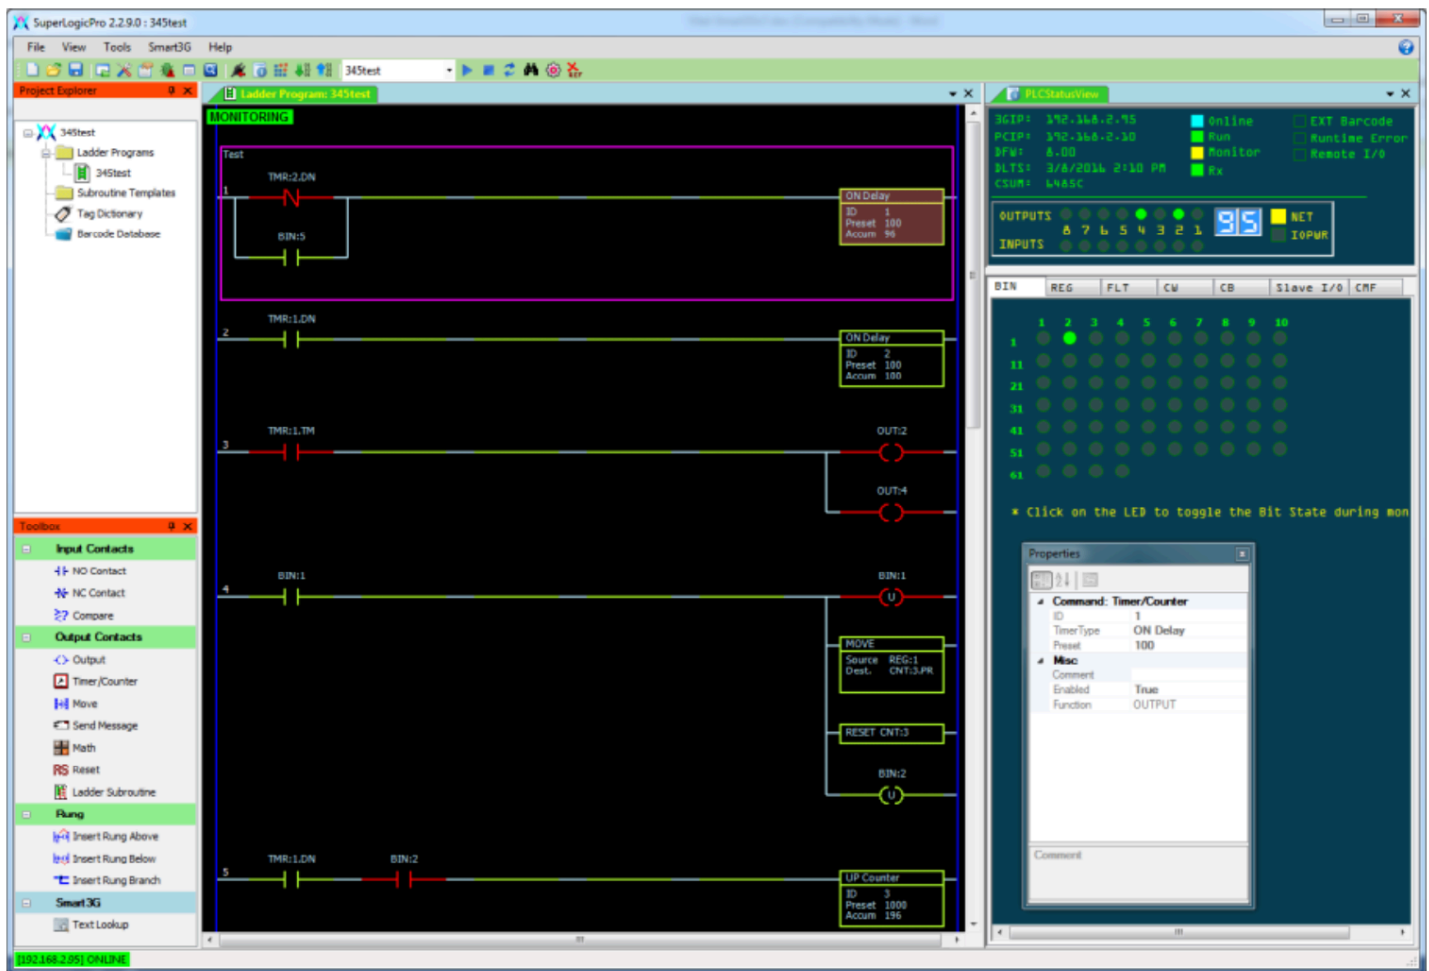 SuperLogicPro 2.2.9.0 : 345test
File View Tools Smart3G Help
345test
Project Explorer
345test
Ladder Programs
345test
Subroutine Templates
Tag Dictionary
Barcode Database
Toolbox
Input Contacts
NO Contact
NC Contact
Compare
Output Contacts
Output
Timer/Counter
Move
Send Message
Math
RS Reset
Ladder Subroutine
Rung
Insert Rung Above
Insert Rung Below
Insert Rung Branch
Smart3G
Text Lookup
[192.168.2.95] ONLINE
Ladder Program: 345test
MONITORING
Test
1
TMR:2.DN
BIN:5
ON Delay
ID 1
Preset 100
Accum 96
2
TMR:1.DN
ON Delay
ID 2
Preset 100
Accum 100
3
TMR:1.TM
OUT:2
OUT:4
4
BIN:1
BIN:1
U
MOVE
Source REG:1
Dest. CNT:3.PR
RESET CNT:3
BIN:2
U
5
TMR:1.DN BIN:2
UP Counter
ID 3
Preset 1000
Accum 196
PLCStatusView
3GIP: 192.168.2.95 Online EXT Barcode
PCIP: 192.168.2.10 Run Runtime Error
DFW: 8.00 Monitor Remote I/O
DLTS: 3/8/2016 2:10 PM Rx
CSUM: 6485C
OUTPUTS
8 7 6 5 4 3 2 1
INPUTS
95
NET
IOPWR
BIN REG FLT CW CB Slave I/O CMF
1 2 3 4 5 6 7 8 9 10
1
11
21
31
41
51
61
* Click on the LED to toggle the Bit State during mon
Properties
Command: Timer/Counter
ID 1
TimerType ON Delay
Preset 100
Misc
Comment
Enabled True
Function OUTPUT
Comment